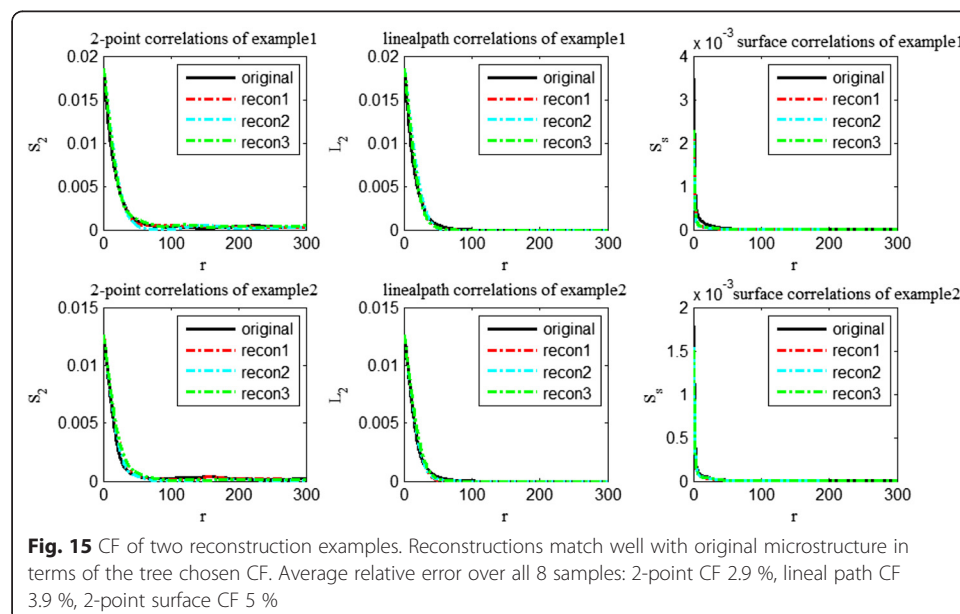 2-point correlations of example1
0.02
0.015
0.01
0.005
0
S2
0 100 200 300
r
original
recon1
recon2
recon3
linealpath correlations of example1
0.02
0.015
0.01
0.005
0
L2
0 100 200 300
r
original
recon1
recon2
recon3
x 10^-3 surface correlations of example1
4
3
2
1
0
Ss
0 100 200 300
r
original
recon1
recon2
recon3
2-point correlations of example2
0.015
0.01
0.005
0
S2
0 100 200 300
r
original
recon1
recon2
recon3
linealpath correlations of example2
0.015
0.01
0.005
0
L2
0 100 200 300
r
original
recon1
recon2
recon3
x 10^-3 surface correlations of example2
2
1.5
1
0.5
0
Ss
0 100 200 300
r
original
recon1
recon2
recon3
Fig. 15 CF of two reconstruction examples. Reconstructions match well with original microstructure in
terms of the tree chosen CF. Average relative error over all 8 samples: 2-point CF 2.9 %, lineal path CF
3.9 %, 2-point surface CF 5 %